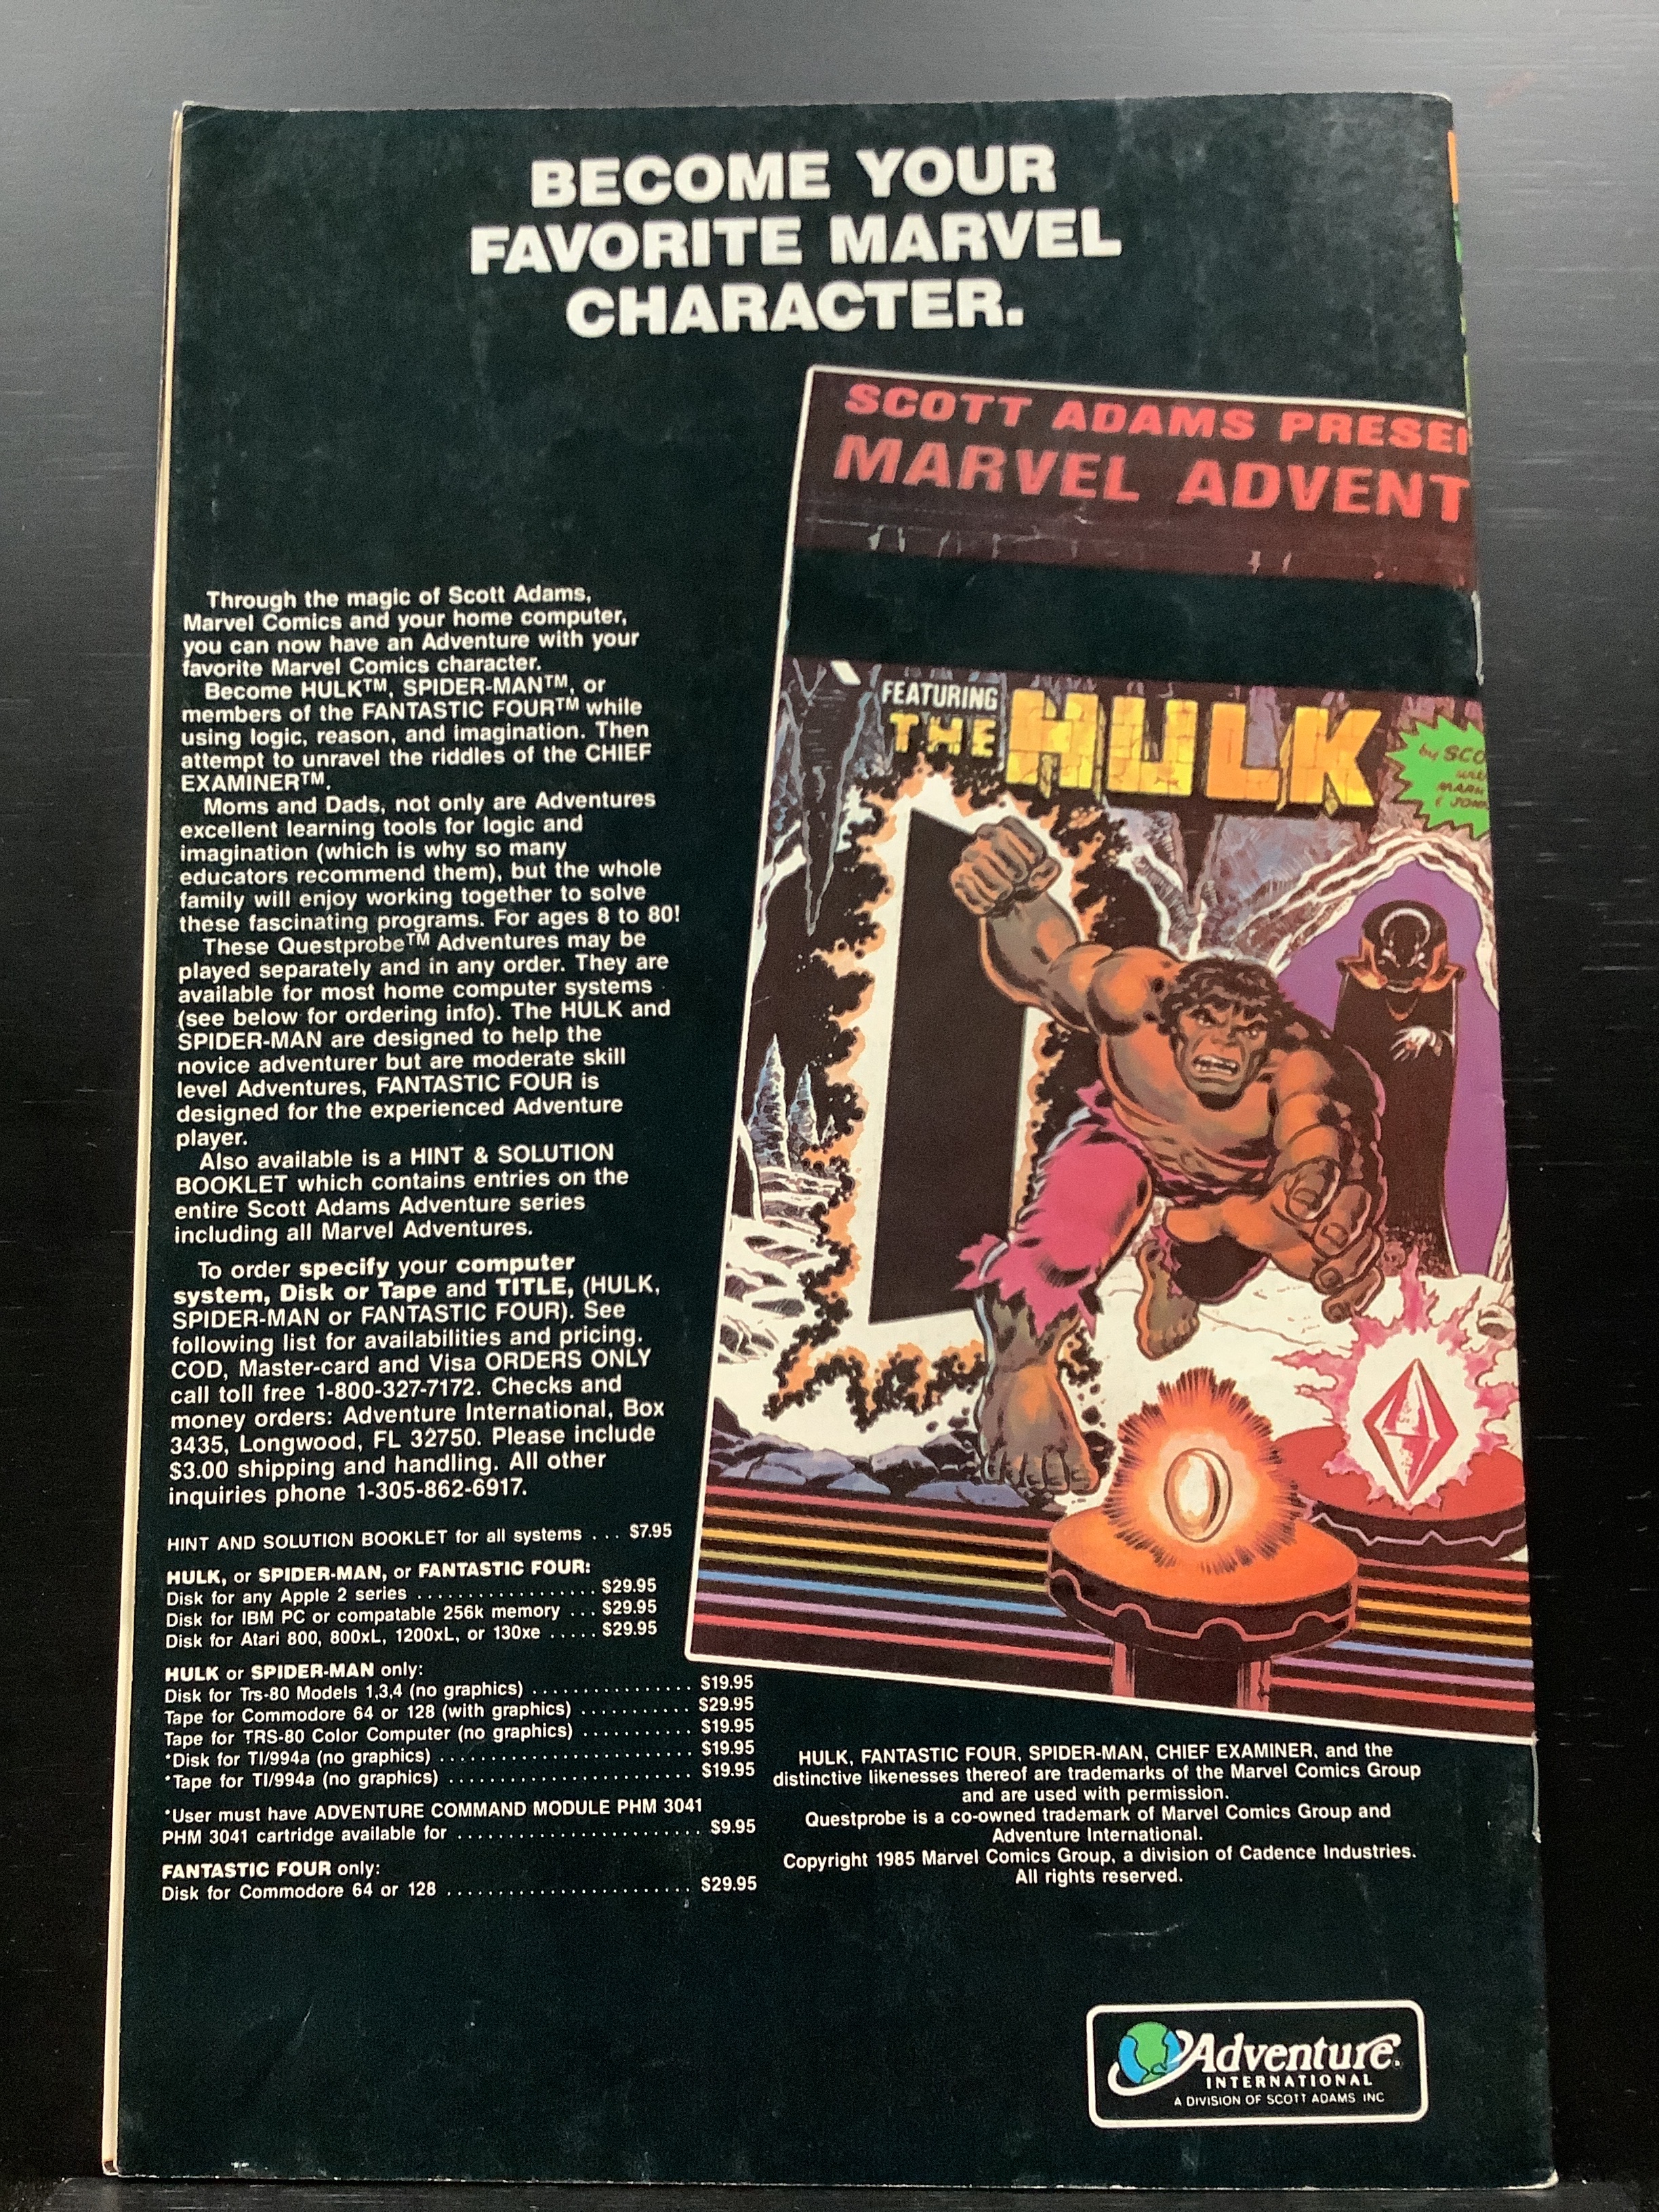 BECOME YOUR
FAVORITE MARVEL
CHARACTER.
SCOTT ADAMS
MARVEL
FEATURING
THE HULK
by
Through the magic of Scott Adams,
Marvel Comics and your home computer,
you can now have an Adventure with your
favorite Marvel Comics character.
Become HULK™, SPIDER-MAN™, or
members of the FANTASTIC FOUR™ while
using logic, reason, and imagination. Then
attempt to unravel the riddles of the CHIEF
EXAMINER™.
Moms and Dads, not only are Adventures
excellent learning tools for logic and
imagination (which is why so many
educators recommend them), but the whole
family will enjoy working together to solve
these fascinating programs. For ages 8 to 80!
These Questprobe™ Adventures may be
played separately and in any order. They are
available for most home computer systems
(see below for ordering info). The HULK and
SPIDER-MAN are designed to help the
novice adventurer but are moderate skill
level Adventures, FANTASTIC FOUR is
designed for the experienced Adventure
player.
Also available is a HINT & SOLUTION
BOOKLET which contains entries on the
entire Scott Adams Adventure series
including all Marvel Adventures.
To order specify your computer
system, Disk or Tape and TITLE, (HULK,
SPIDER-MAN or FANTASTIC FOUR). See
following list for availabilities and pricing.
COD, Master-card and Visa ORDERS ONLY
call toll free 1-800-327-7172. Checks and
money orders: Adventure International, Box
3435, Longwood, FL 32750. Please include
$3.00 shipping and handling. All other
inquiries phone 1-305-862-6917.
HINT AND SOLUTION BOOKLET for all systems ... $7.95
HULK, or SPIDER-MAN, or FANTASTIC FOUR:
Disk for any Apple 2 series .................. $29.95
Disk for IBM PC or compatable 256k memory ... $29.95
Disk for Atari 800, 800xL, 1200xL, or 130xe ..... $29.95
HULK or SPIDER-MAN only:
Disk for Trs-80 Models 1,3,4 (no graphics) ................ $19.95
Tape for Commodore 64 or 128 (with graphics) ........... $29.95
Tape for TRS-80 Color Computer (no graphics) ........... $19.95
*Disk for TI/994a (no graphics) .......................... $19.95
*Tape for TI/994a (no graphics) ......................... $19.95
*User must have ADVENTURE COMMAND MODULE PHM 3041
PHM 3041 cartridge available for ......................... $9.95
FANTASTIC FOUR only:
Disk for Commodore 64 or 128 ......................... $29.95
HULK, FANTASTIC FOUR, SPIDER-MAN, CHIEF EXAMINER, and the
distinctive likenesses thereof are trademarks of the Marvel Comics Group
and are used with permission.
Questprobe is a co-owned trademark of Marvel Comics Group and
Adventure International.
Copyright 1985 Marvel Comics Group, a division of Cadence Industries.
All rights reserved.
Adventure
INTERNATIONAL
A DIVISION OF SCOTT ADAMS INC